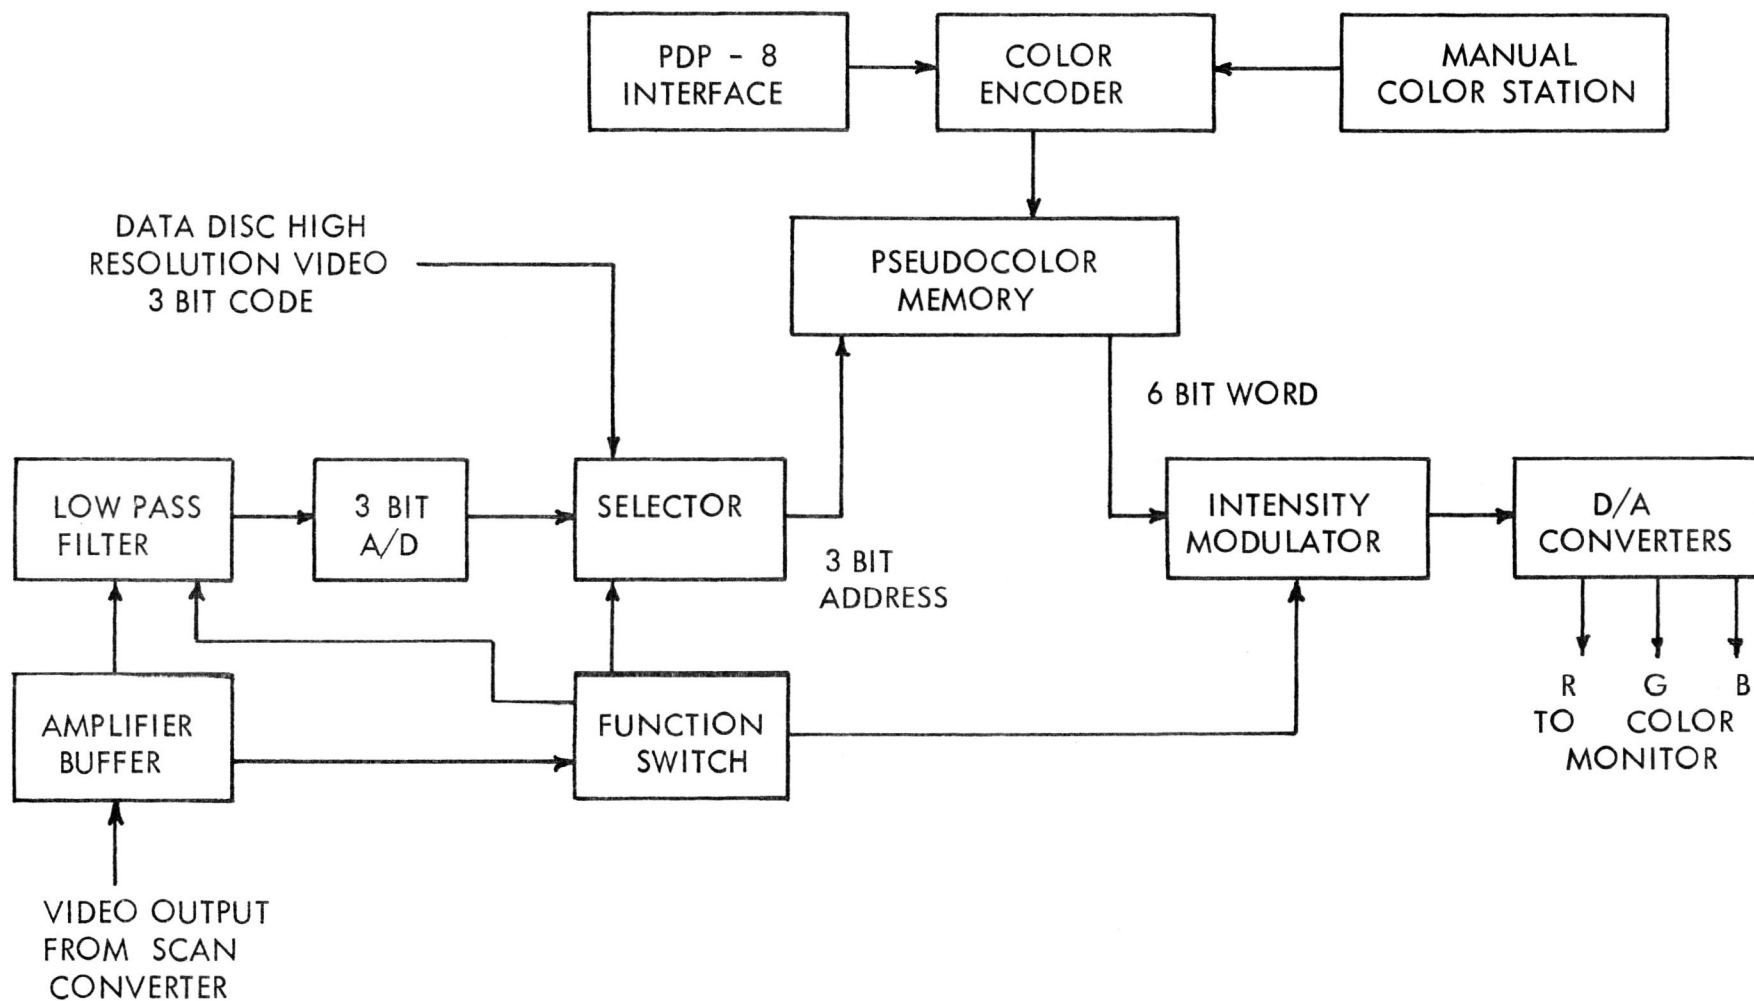 PDP - 8
INTERFACE
COLOR
ENCODER
MANUAL
COLOR STATION
DATA DISC HIGH
RESOLUTION VIDEO
3 BIT CODE
PSEUDOCOLOR
MEMORY
6 BIT WORD
LOW PASS
FILTER
3 BIT
A/D
SELECTOR
3 BIT
ADDRESS
INTENSITY
MODULATOR
D/A
CONVERTERS
AMPLIFIER
BUFFER
FUNCTION
SWITCH
R G B
TO COLOR
MONITOR
VIDEO OUTPUT
FROM SCAN
CONVERTER